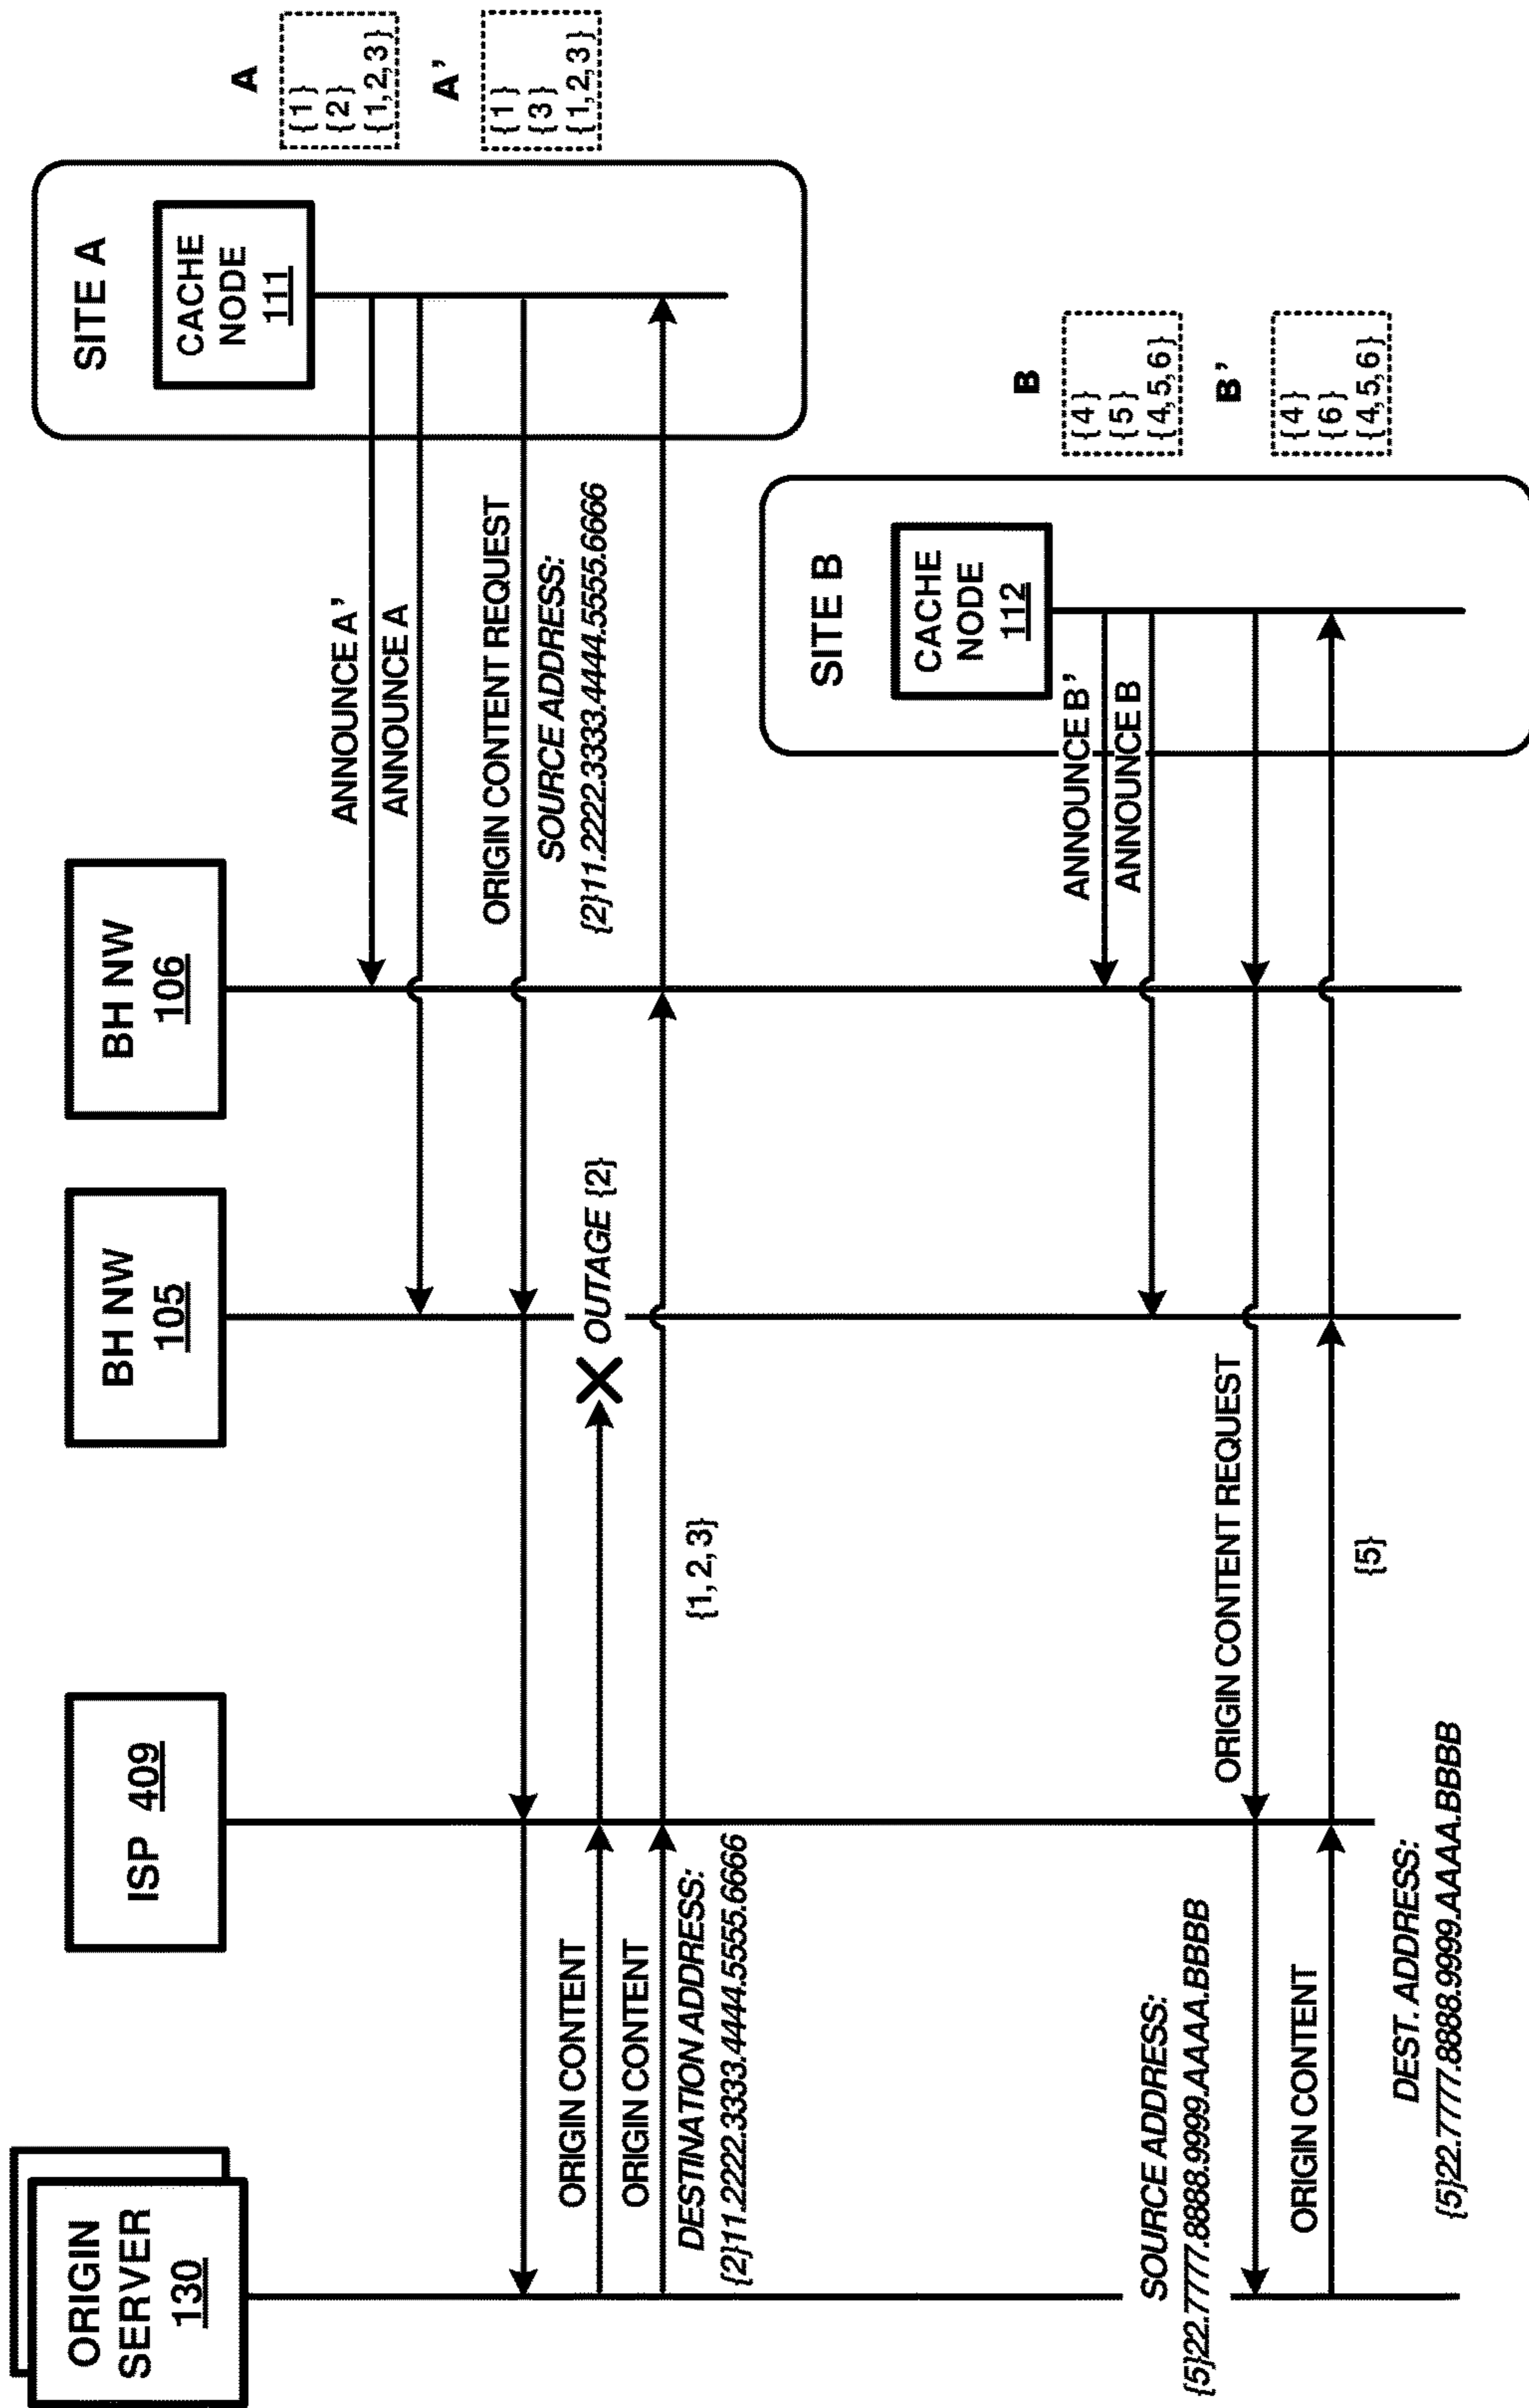 ORIGIN
SERVER
130
ISP 409
BH NW
105
BH NW
106
SITE A
CACHE
NODE
111
A
{1}
{2}
{1,2,3}
A'
{1}
{3}
{1,2,3}
ANNOUNCE A'
ANNOUNCE A
ORIGIN CONTENT REQUEST
SOURCE ADDRESS:
{2}11.2222.3333.4444.5555.6666
ORIGIN CONTENT
OUTAGE {2}
ORIGIN CONTENT
DESTINATION ADDRESS:
{2}11.2222.3333.4444.5555.6666
{1,2,3}
SITE B
CACHE
NODE
112
B
{4}
{5}
{4,5,6}
B'
{4}
{6}
{4,5,6}
ANNOUNCE B'
ANNOUNCE B
SOURCE ADDRESS:
{5}22.7777.8888.9999.AAAA.BBBB
ORIGIN CONTENT REQUEST
ORIGIN CONTENT
{5}
DEST. ADDRESS:
{5}22.7777.8888.9999.AAAA.BBBB